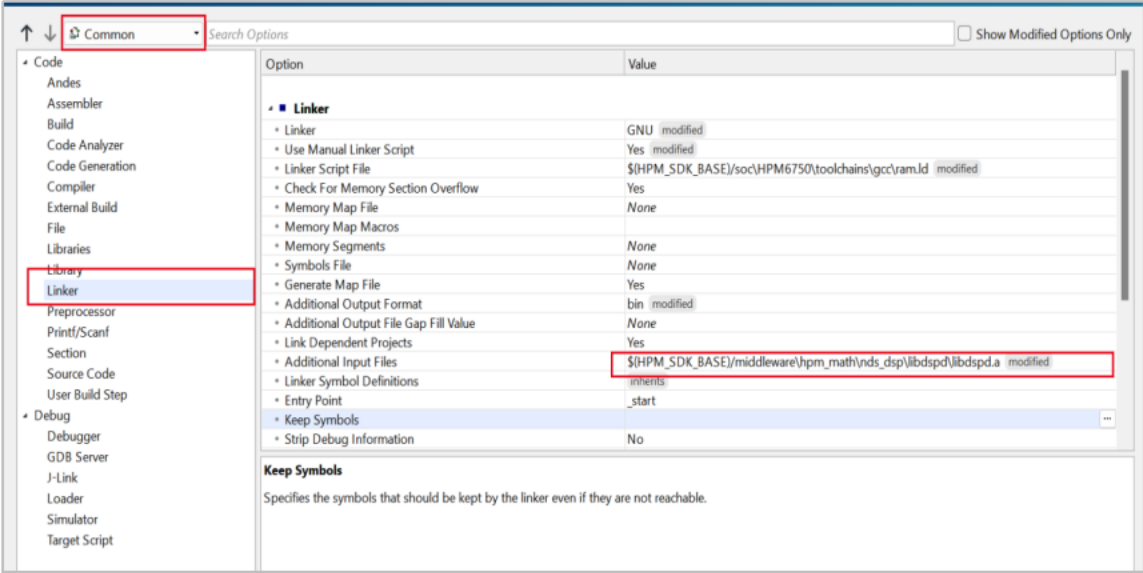 Common
Search Options
Show Modified Options Only
Code
Andes
Assembler
Build
Code Analyzer
Code Generation
Compiler
External Build
File
Libraries
Library
Linker
Preprocessor
Printf/Scanf
Section
Source Code
User Build Step
Debug
Debugger
GDB Server
J-Link
Loader
Simulator
Target Script
Option Value
Linker
Linker GNU modified
Use Manual Linker Script Yes modified
Linker Script File $(HPM_SDK_BASE)/soc\HPM6750\toolchains\gcc\ram.ld modified
Check For Memory Section Overflow Yes
Memory Map File None
Memory Map Macros
Memory Segments None
Symbols File None
Generate Map File Yes
Additional Output Format bin modified
Additional Output File Gap Fill Value None
Link Dependent Projects Yes
Additional Input Files $(HPM_SDK_BASE)/middleware\hpm_math\nds_dsp\libdspd\libdspd.a modified
Linker Symbol Definitions inherits
Entry Point _start
Keep Symbols ...
Strip Debug Information No
Keep Symbols
Specifies the symbols that should be kept by the linker even if they are not reachable.